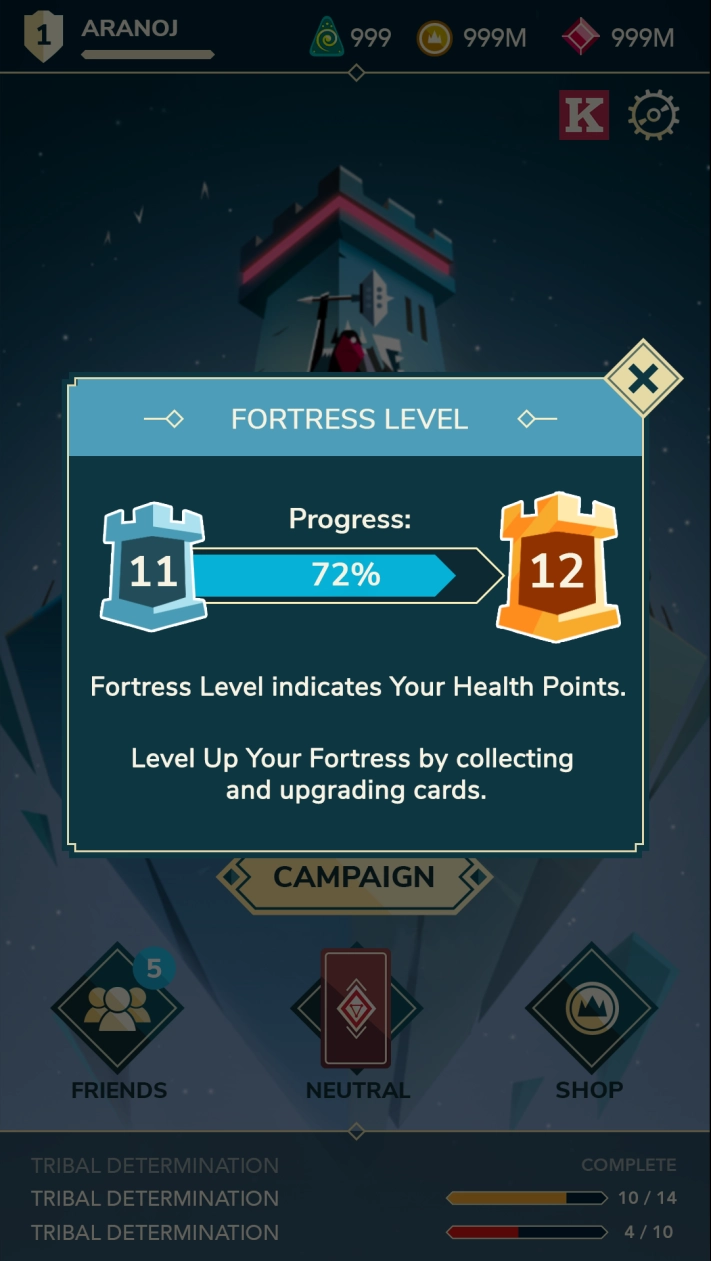 1 ARANOJ 999 999M 999M
K
FORTRESS LEVEL
Progress:
11 72% 12
Fortress Level indicates Your Health Points.
Level Up Your Fortress by collecting
and upgrading cards.
CAMPAIGN
5
FRIENDS NEUTRAL SHOP
TRIBAL DETERMINATION COMPLETE
TRIBAL DETERMINATION 10 / 14
TRIBAL DETERMINATION 4 / 10